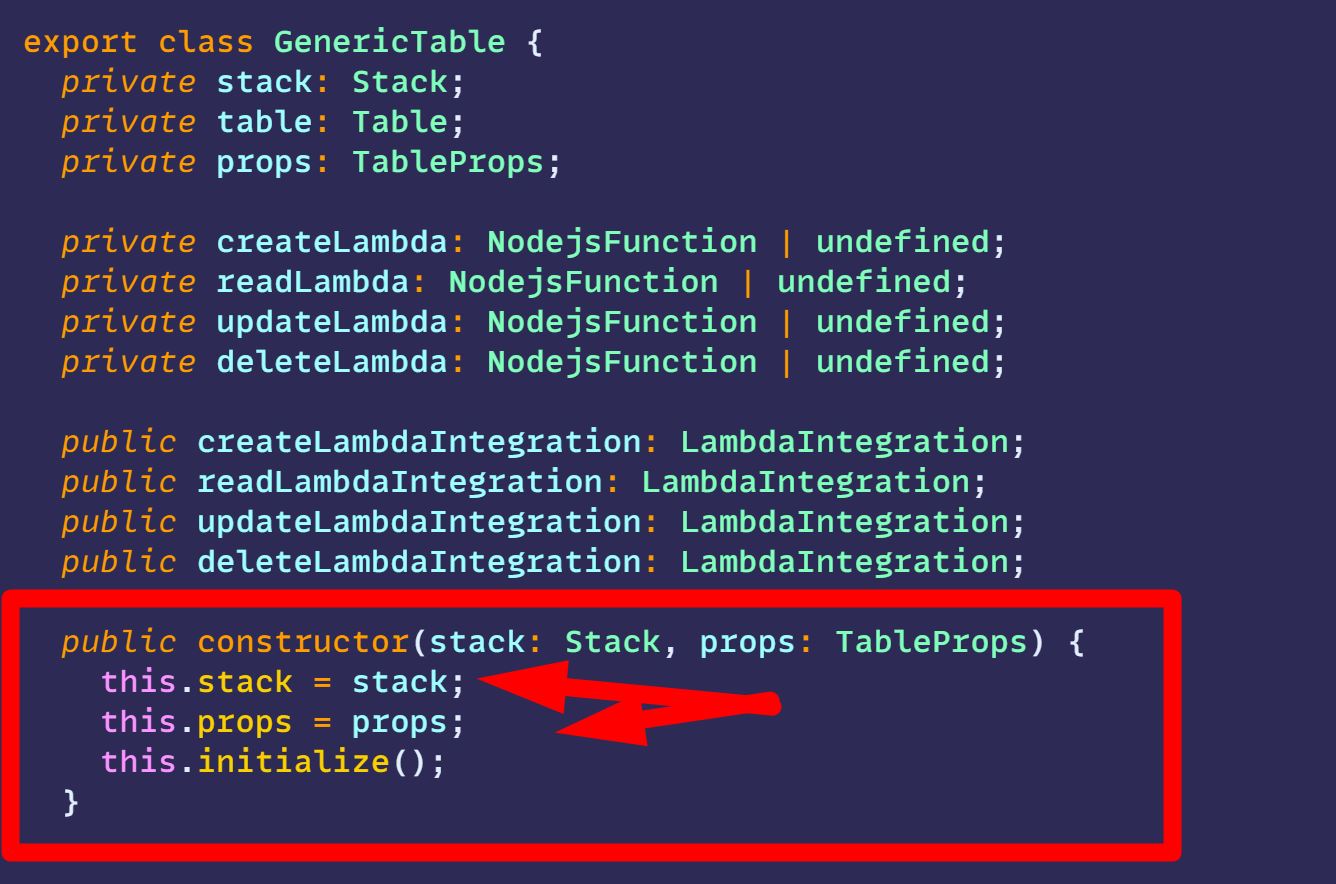 export class GenericTable {
private stack: Stack;
private table: Table;
private props: TableProps;
private createLambda: NodejsFunction | undefined;
private readLambda: NodejsFunction | undefined;
private updateLambda: NodejsFunction | undefined;
private deleteLambda: NodejsFunction | undefined;
public createLambdaIntegration: LambdaIntegration;
public readLambdaIntegration: LambdaIntegration;
public updateLambdaIntegration: LambdaIntegration;
public deleteLambdaIntegration: LambdaIntegration;
public constructor(stack: Stack, props: TableProps) {
this.stack = stack;
this.props = props;
this.initialize();
}